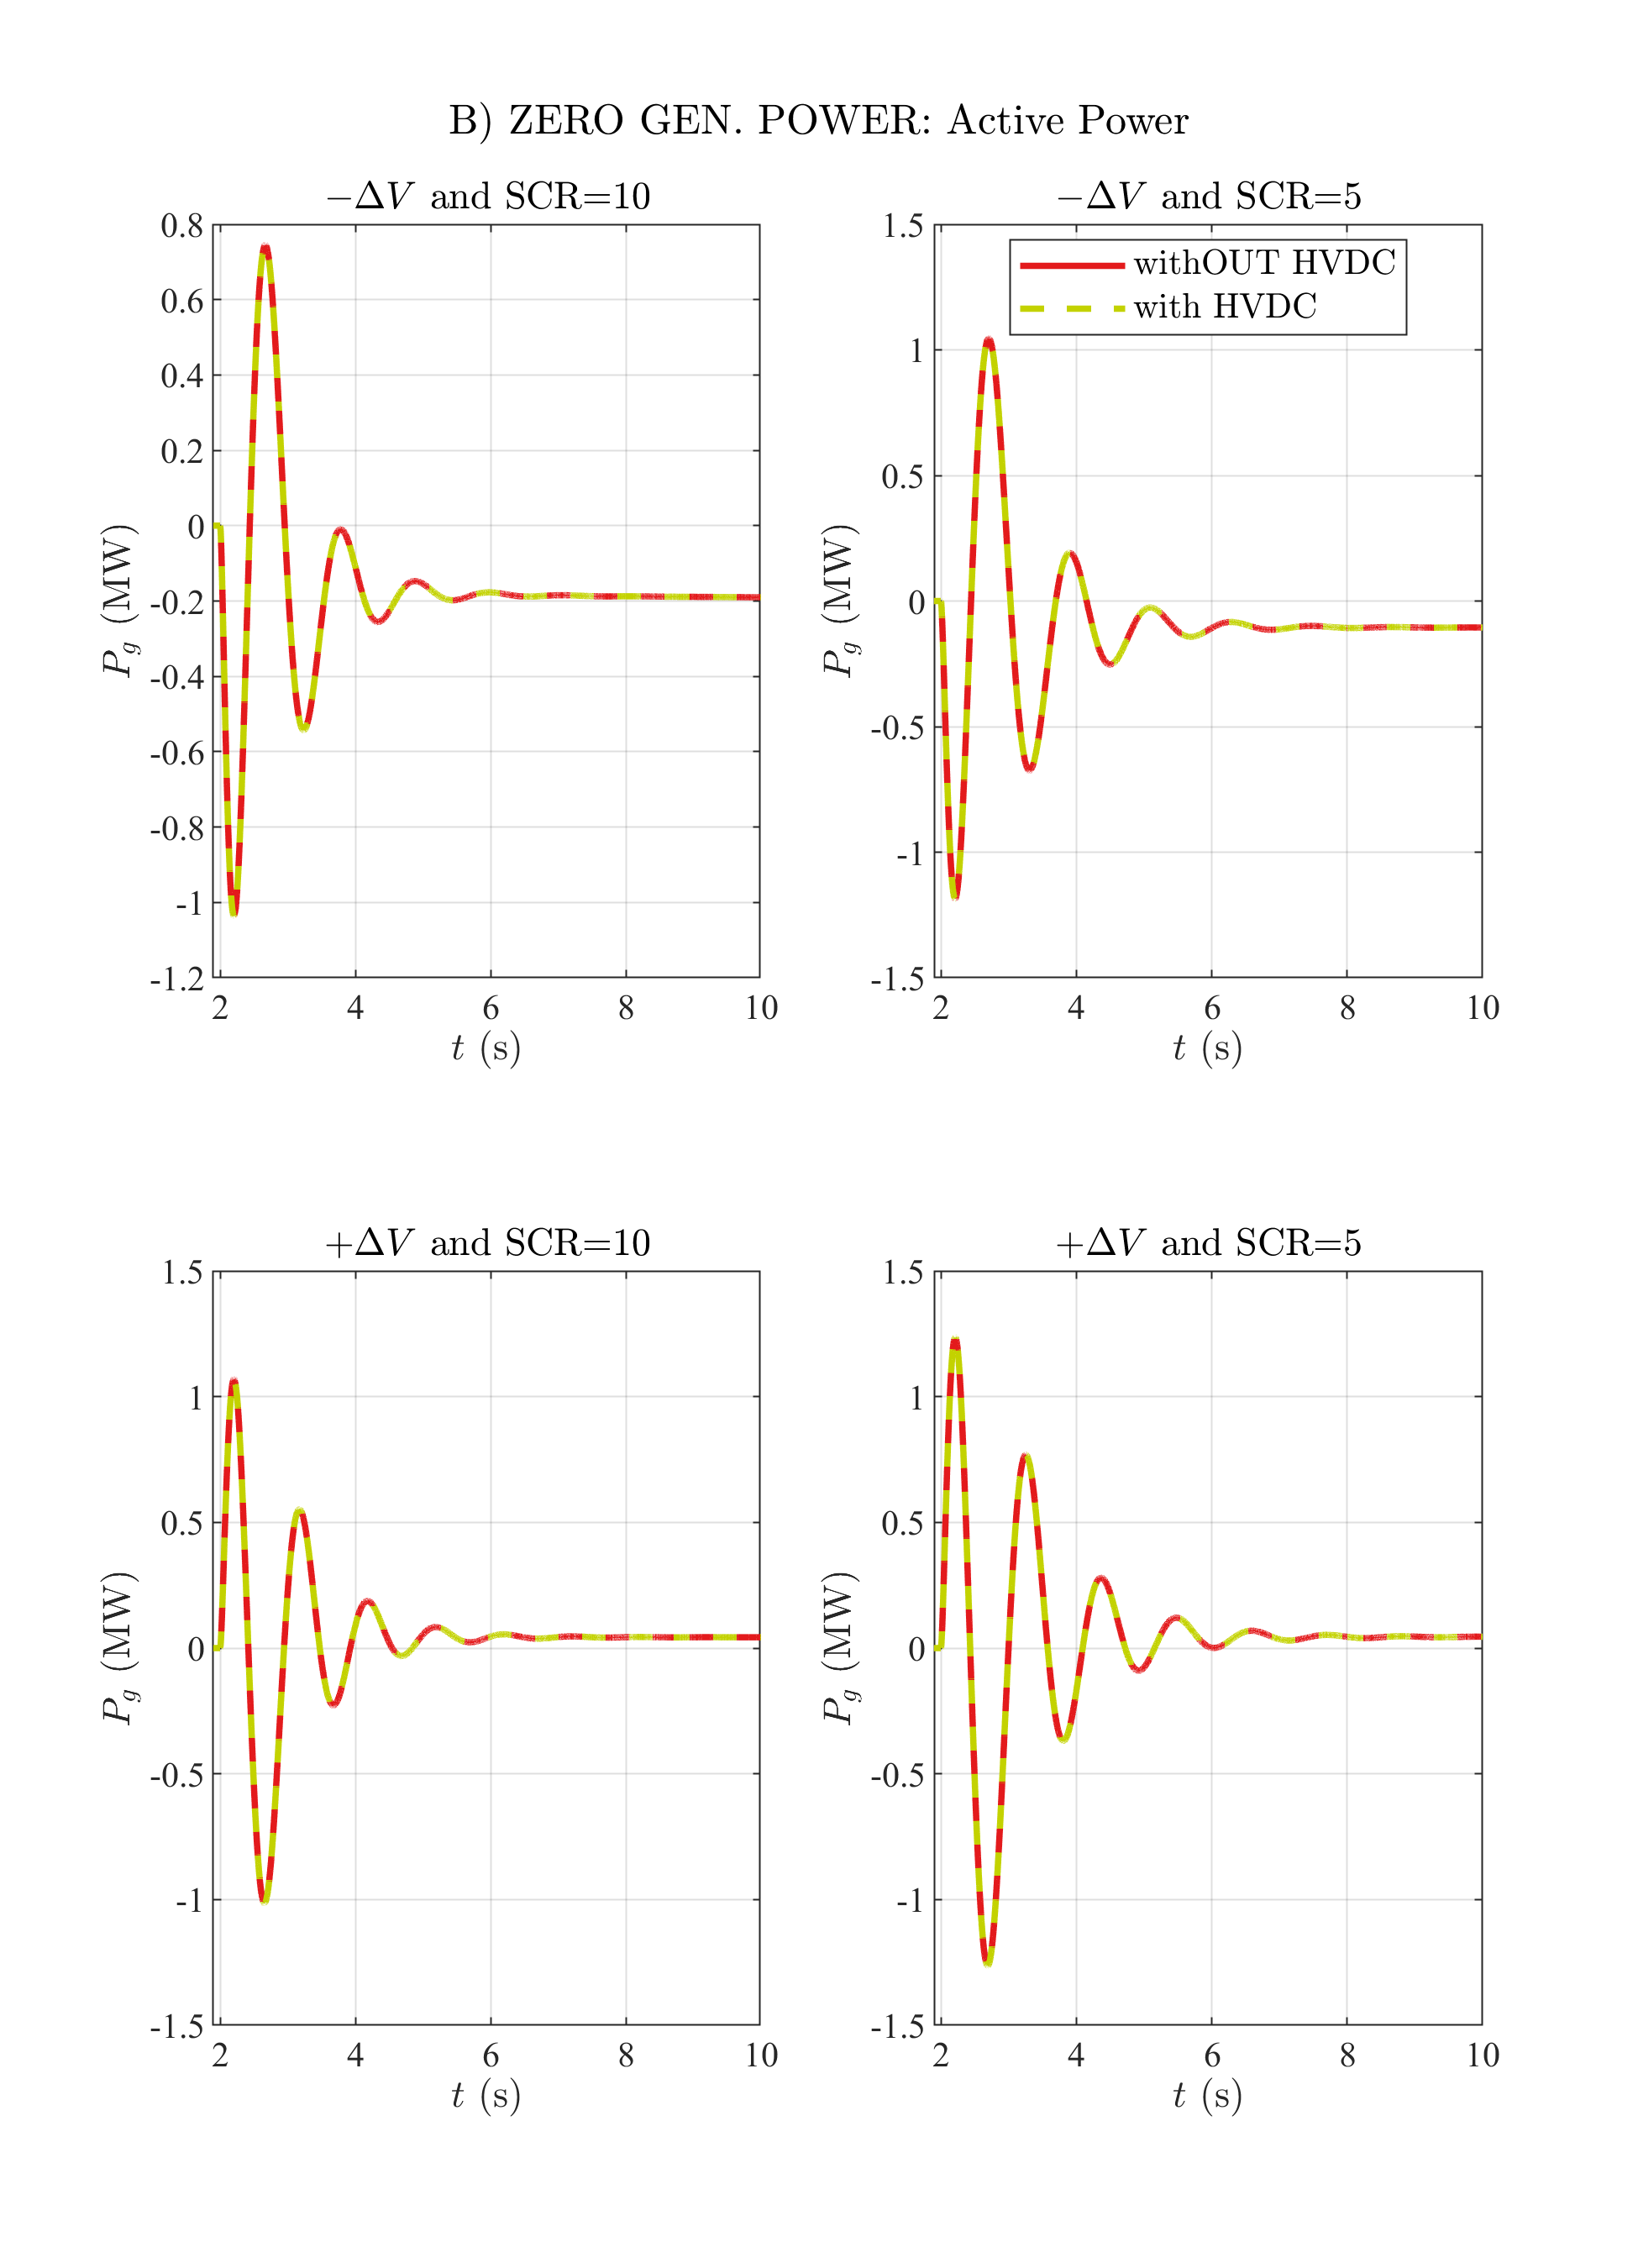 B) ZERO GEN. POWER: Active Power
−ΔV and SCR=10
0.8
0.6
0.4
0.2
0
-0.2
-0.4
-0.6
-0.8
-1
-1.2
P_g (MW)
2 4 6 8 10
t (s)
−ΔV and SCR=5
withOUT HVDC
with HVDC
1.5
1
0.5
0
-0.5
-1
-1.5
P_g (MW)
2 4 6 8 10
t (s)
+ΔV and SCR=10
1.5
1
0.5
0
-0.5
-1
-1.5
P_g (MW)
2 4 6 8 10
t (s)
+ΔV and SCR=5
1.5
1
0.5
0
-0.5
-1
-1.5
P_g (MW)
2 4 6 8 10
t (s)